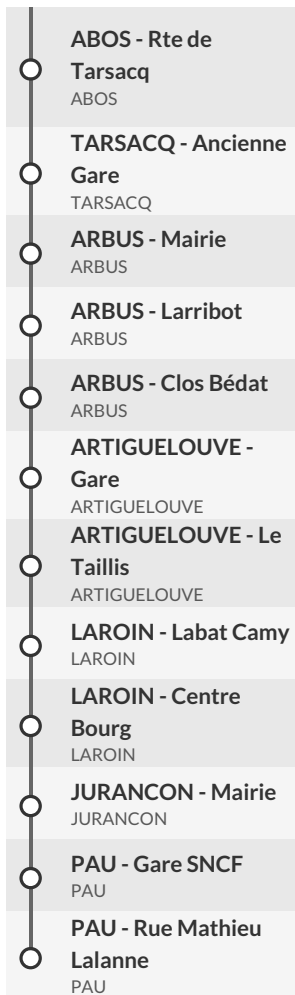 ABOS - Rte de
Tarsacq
ABOS
TARSACQ - Ancienne
Gare
TARSACQ
ARBUS - Mairie
ARBUS
ARBUS - Larribot
ARBUS
ARBUS - Clos Bédat
ARBUS
ARTIGUELOUVE -
Gare
ARTIGUELOUVE
ARTIGUELOUVE - Le
Taillis
ARTIGUELOUVE
LAROIN - Labat Camy
LAROIN
LAROIN - Centre
Bourg
LAROIN
JURANCON - Mairie
JURANCON
PAU - Gare SNCF
PAU
PAU - Rue Mathieu
Lalanne
PAU